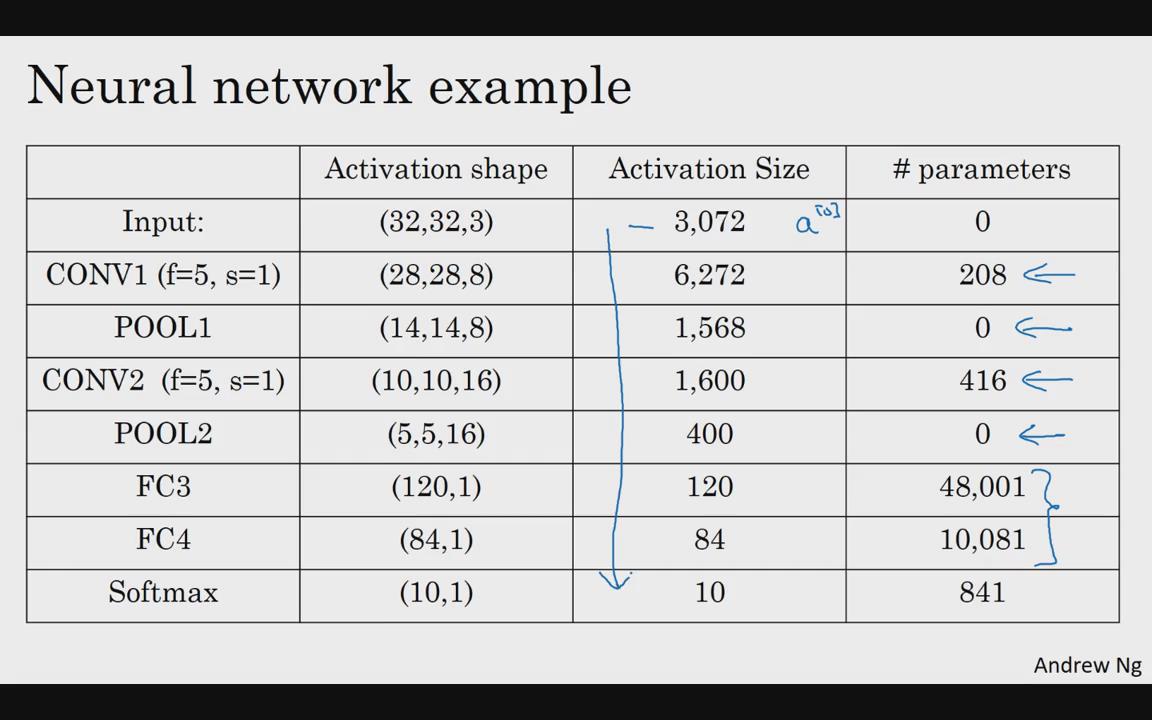 Neural network example
Activation shape Activation Size # parameters
Input: (32,32,3) 3,072 a[0] 0
CONV1 (f=5, s=1) (28,28,8) 6,272 208
POOL1 (14,14,8) 1,568 0
CONV2 (f=5, s=1) (10,10,16) 1,600 416
POOL2 (5,5,16) 400 0
FC3 (120,1) 120 48,001
FC4 (84,1) 84 10,081
Softmax (10,1) 10 841
Andrew Ng